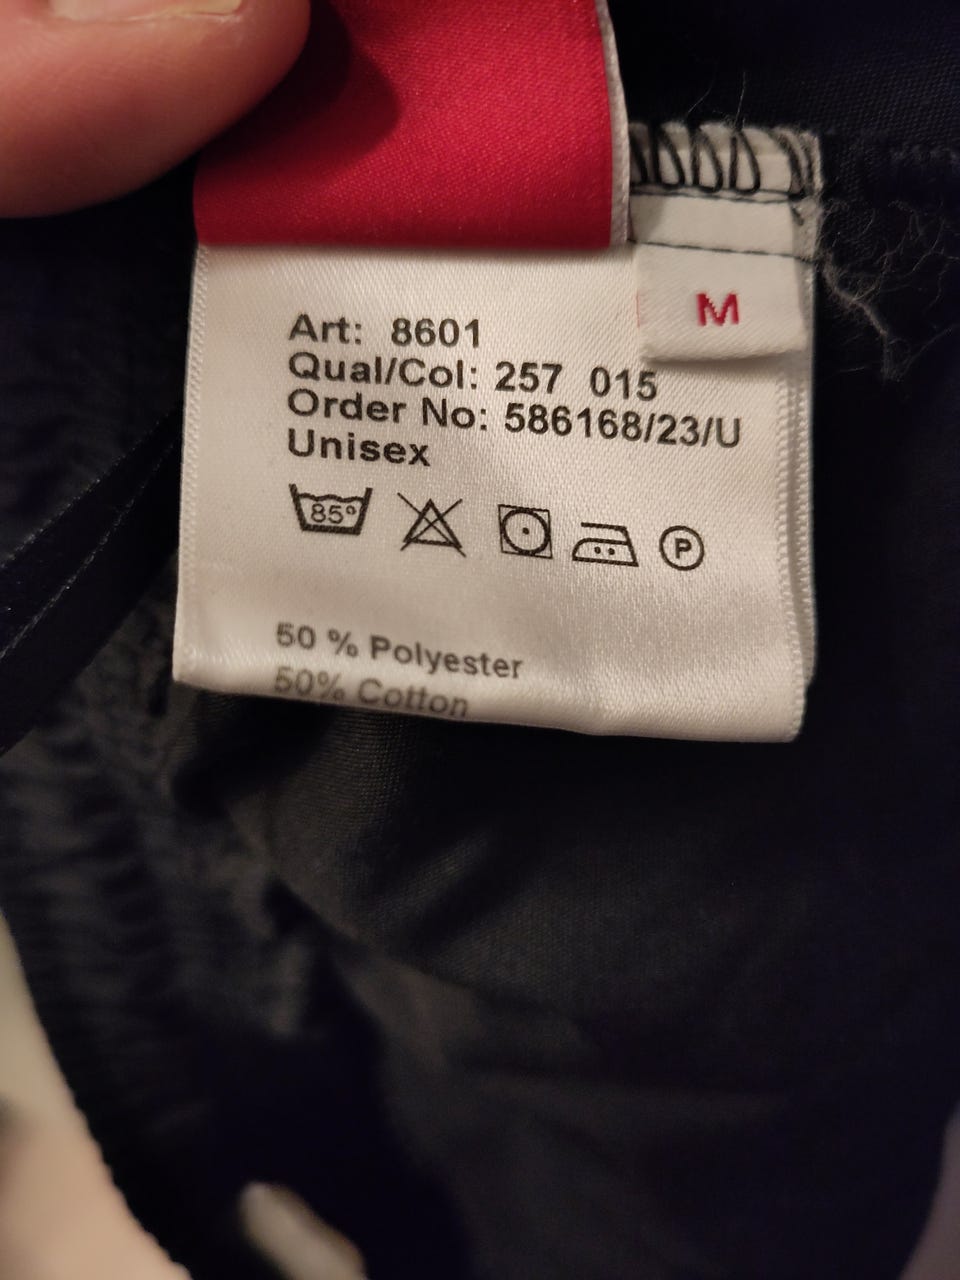 M
Art: 8601
Qual/Col: 257 015
Order No: 586168/23/U
Unisex
85° P
50 % Polyester
50% Cotton